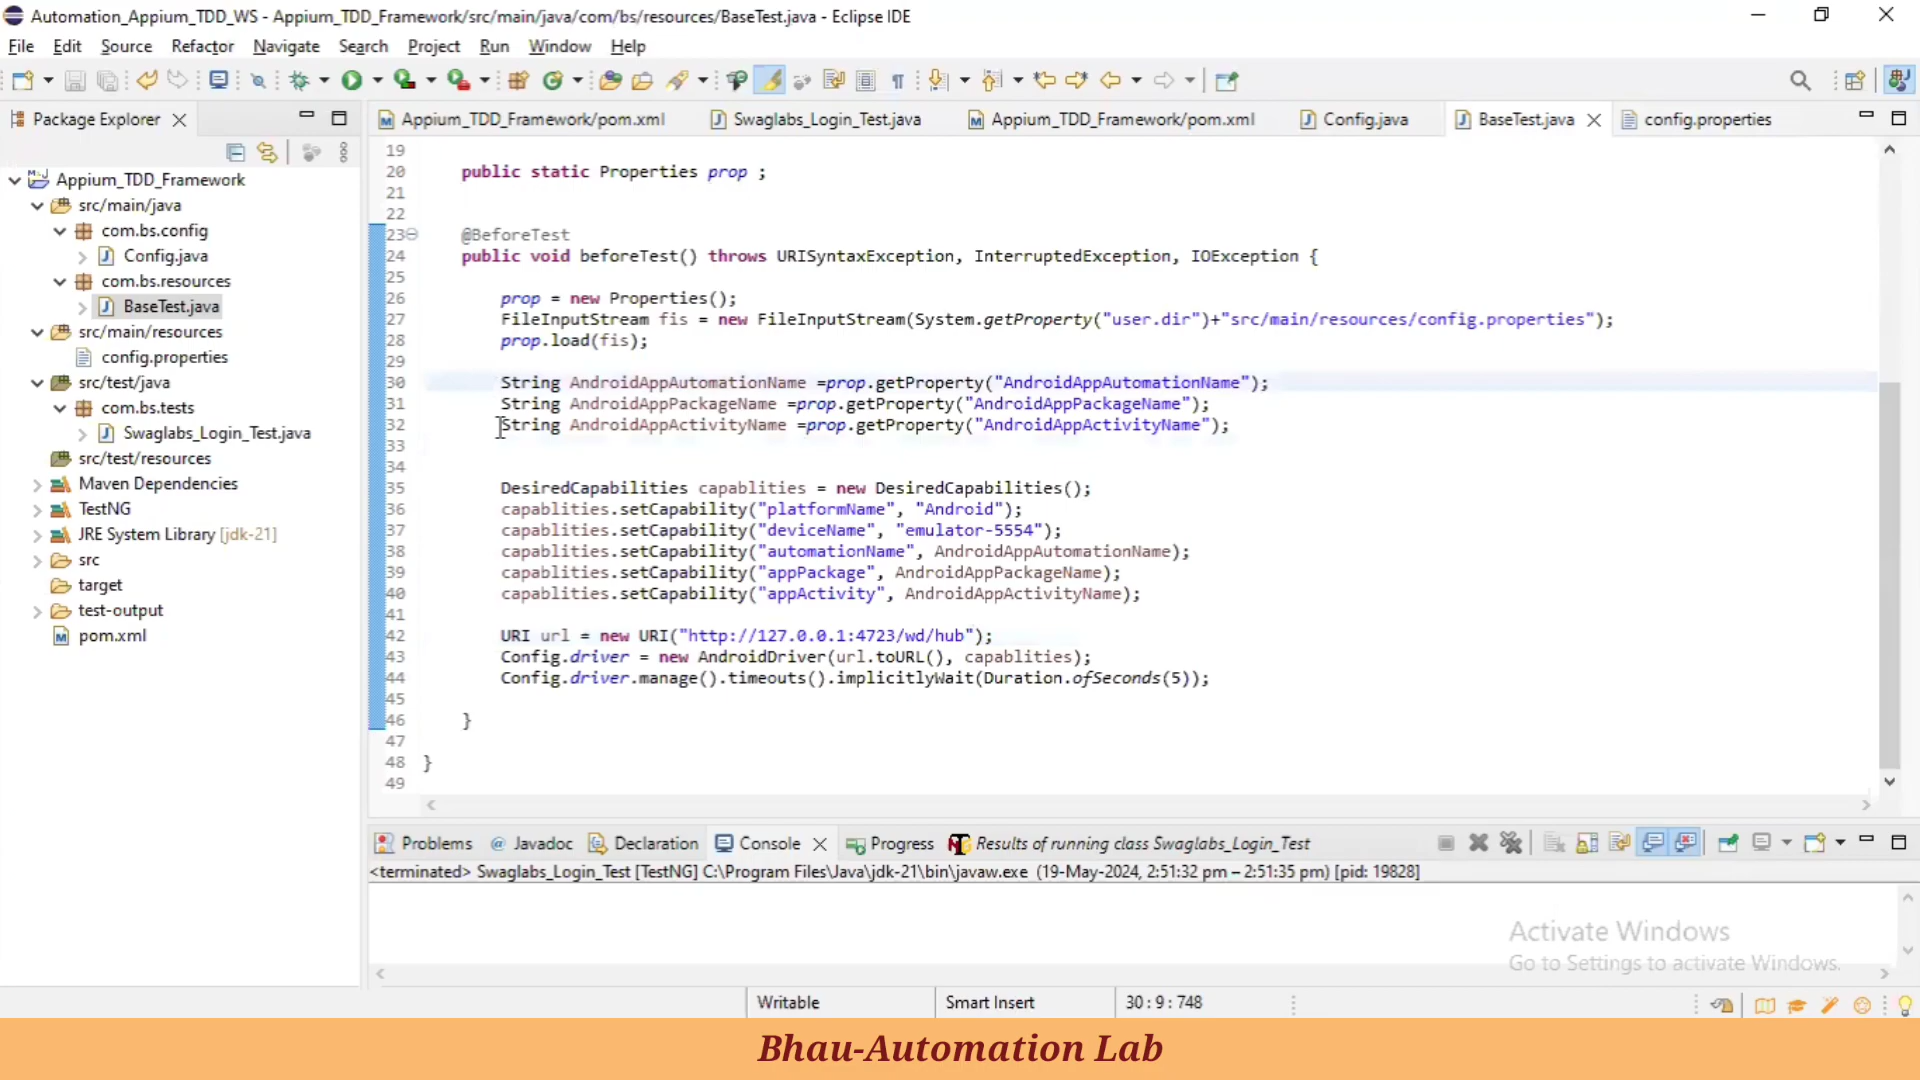 Automation_Appium_TDD_WS - Appium_TDD_Framework/src/main/java/com/bs/resources/BaseTest.java - Eclipse IDE
File Edit Source Refactor Navigate Search Project Run Window Help
Package Explorer
Appium_TDD_Framework/pom.xml Swaglabs_Login_Test.java Appium_TDD_Framework/pom.xml Config.java BaseTest.java config.properties
Appium_TDD_Framework
src/main/java
com.bs.config
Config.java
com.bs.resources
BaseTest.java
src/main/resources
config.properties
src/test/java
com.bs.tests
Swaglabs_Login_Test.java
src/test/resources
Maven Dependencies
TestNG
JRE System Library [jdk-21]
src
target
test-output
pom.xml
19
20 public static Properties prop ;
21
22
23 @BeforeTest
24 public void beforeTest() throws URISyntaxException, InterruptedException, IOException {
25
26 prop = new Properties();
27 FileInputStream fis = new FileInputStream(System.getProperty("user.dir")+"src/main/resources/config.properties");
28 prop.load(fis);
29
30 String AndroidAppAutomationName =prop.getProperty("AndroidAppAutomationName");
31 String AndroidAppPackageName =prop.getProperty("AndroidAppPackageName");
32 String AndroidAppActivityName =prop.getProperty("AndroidAppActivityName");
33
34
35 DesiredCapabilities capablities = new DesiredCapabilities();
36 capablities.setCapability("platformName", "Android");
37 capablities.setCapability("deviceName", "emulator-5554");
38 capablities.setCapability("automationName", AndroidAppAutomationName);
39 capablities.setCapability("appPackage", AndroidAppPackageName);
40 capablities.setCapability("appActivity", AndroidAppActivityName);
41
42 URI url = new URI("http://127.0.0.1:4723/wd/hub");
43 Config.driver = new AndroidDriver(url.toURL(), capablities);
44 Config.driver.manage().timeouts().implicitlyWait(Duration.ofSeconds(5));
45
46 }
47
48 }
49
Problems Javadoc Declaration Console Progress Results of running class Swaglabs_Login_Test
<terminated> Swaglabs_Login_Test [TestNG] C:\Program Files\Java\jdk-21\bin\javaw.exe (19-May-2024, 2:51:32 pm – 2:51:35 pm) [pid: 19828]
Activate Windows
Go to Settings to activate Windows.
Writable Smart Insert 30 : 9 : 748
Bhau-Automation Lab